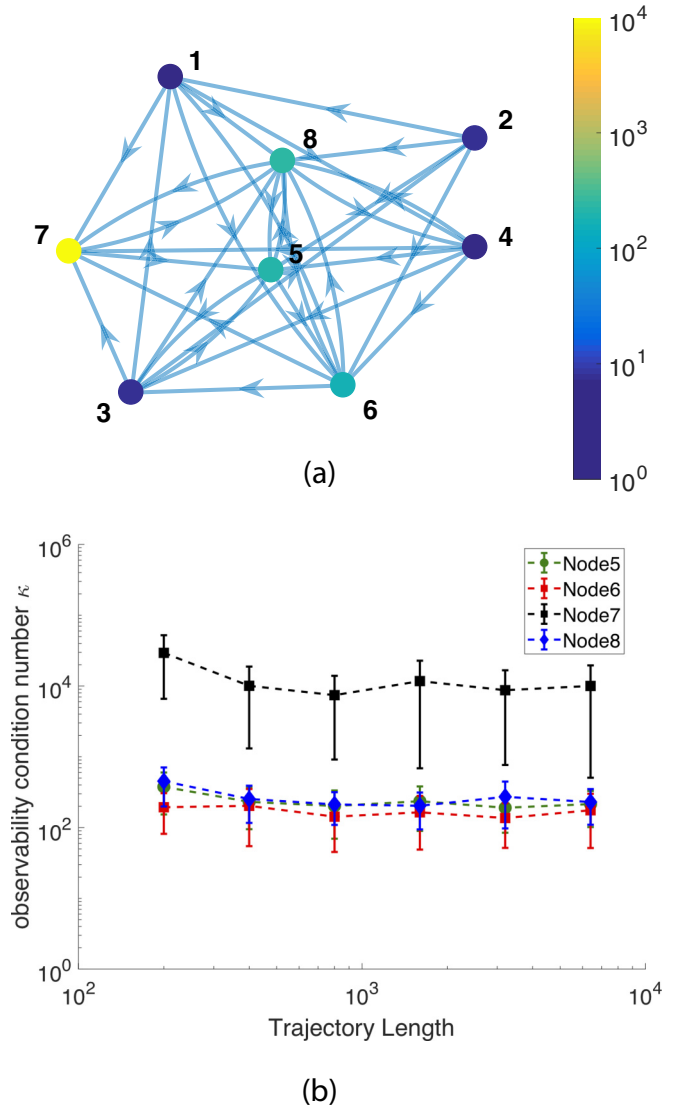 1
2
8
7
4
5
3
6
10^4
10^3
10^2
10^1
10^0
(a)
observability condition number κ
10^6
10^4
10^2
10^0
Node5
Node6
Node7
Node8
10^2
10^3
10^4
Trajectory Length
(b)